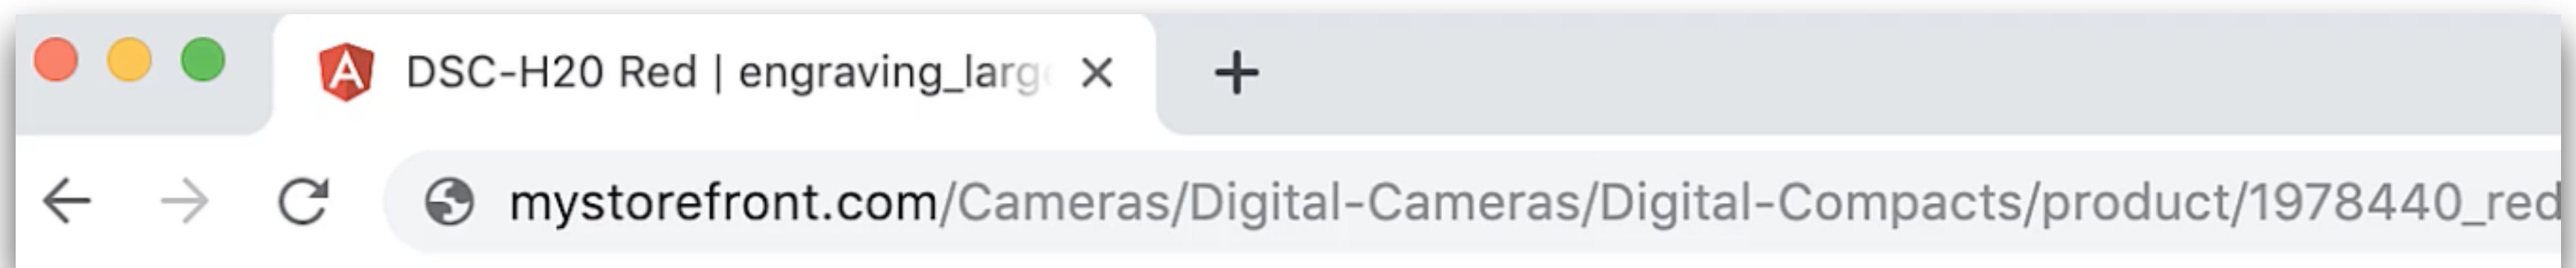 DSC-H20 Red | engraving_larg
mystorefront.com/Cameras/Digital-Cameras/Digital-Compacts/product/1978440_red